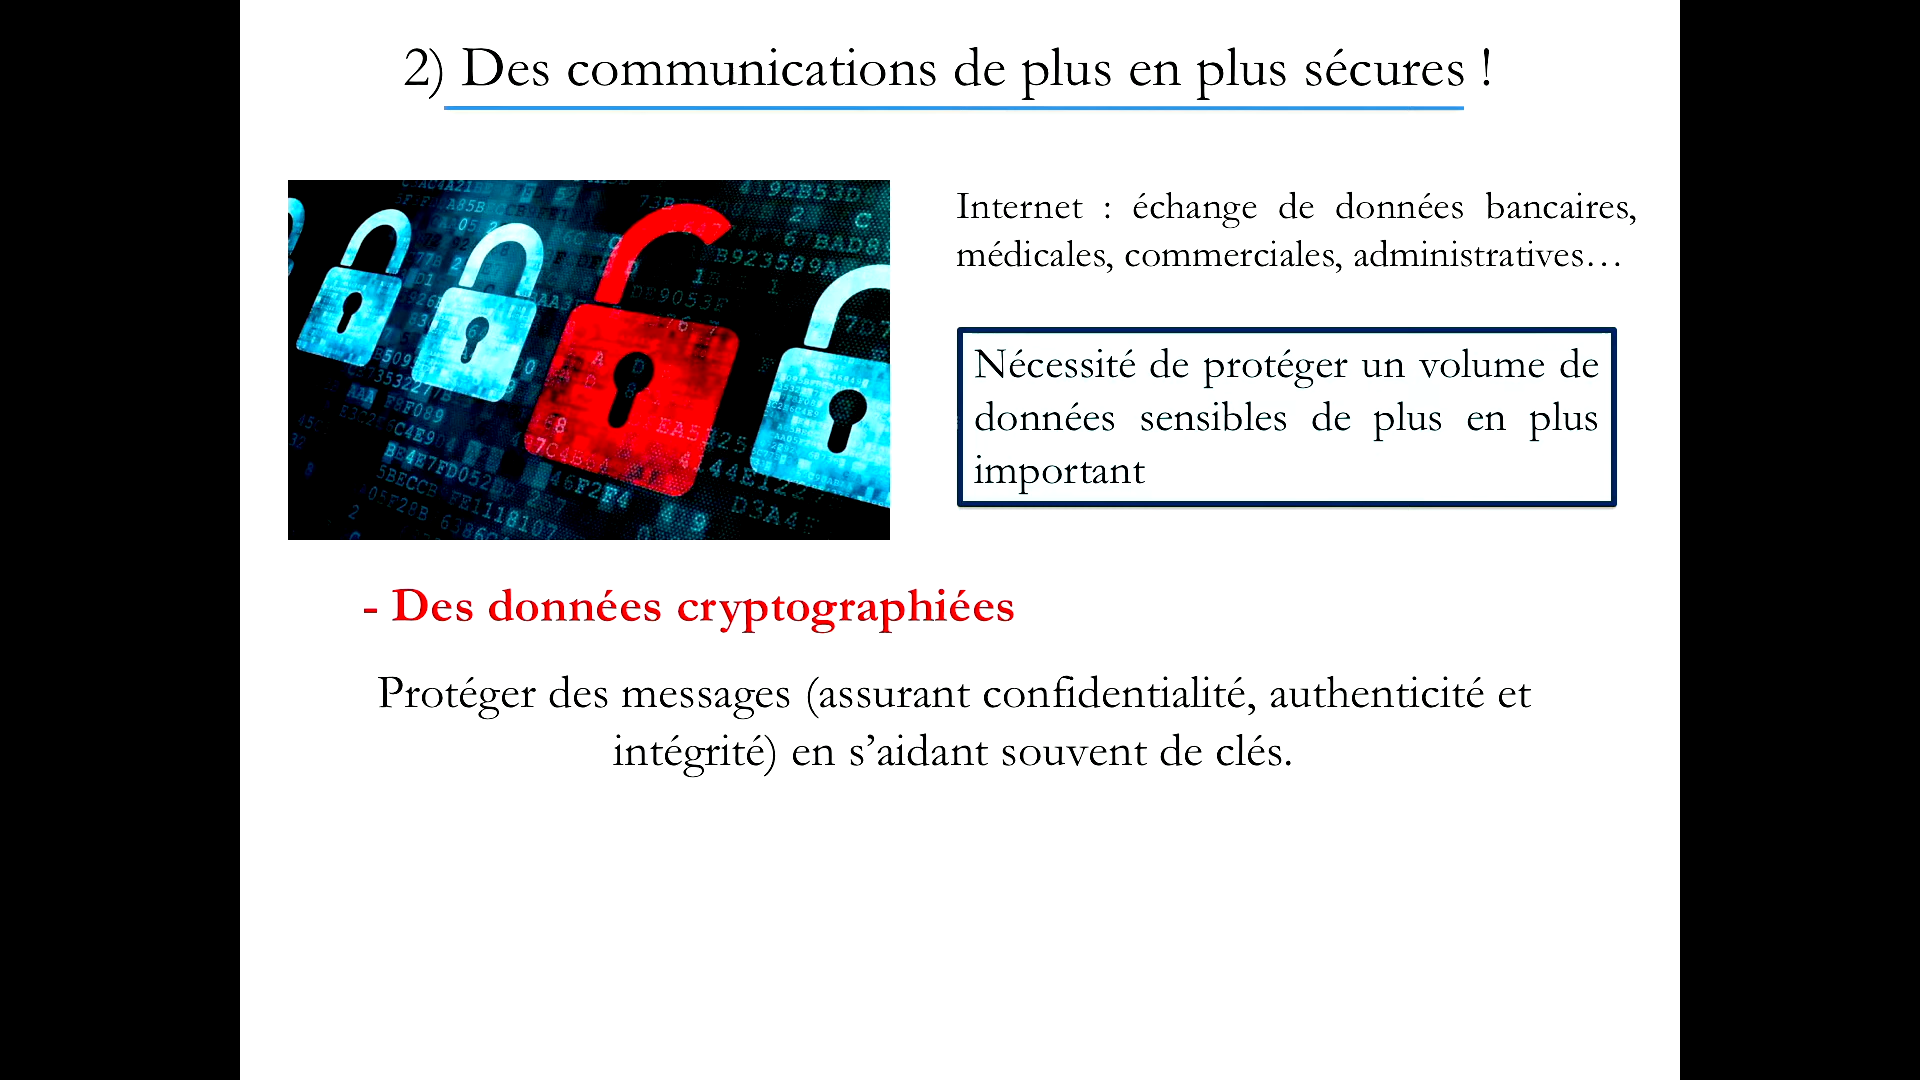 2) Des communications de plus en plus sécures !
Internet : échange de données bancaires,
médicales, commerciales, administratives…
Nécessité de protéger un volume de
données sensibles de plus en plus
important
- Des données cryptographiées
Protéger des messages (assurant confidentialité, authenticité et
intégrité) en s’aidant souvent de clés.